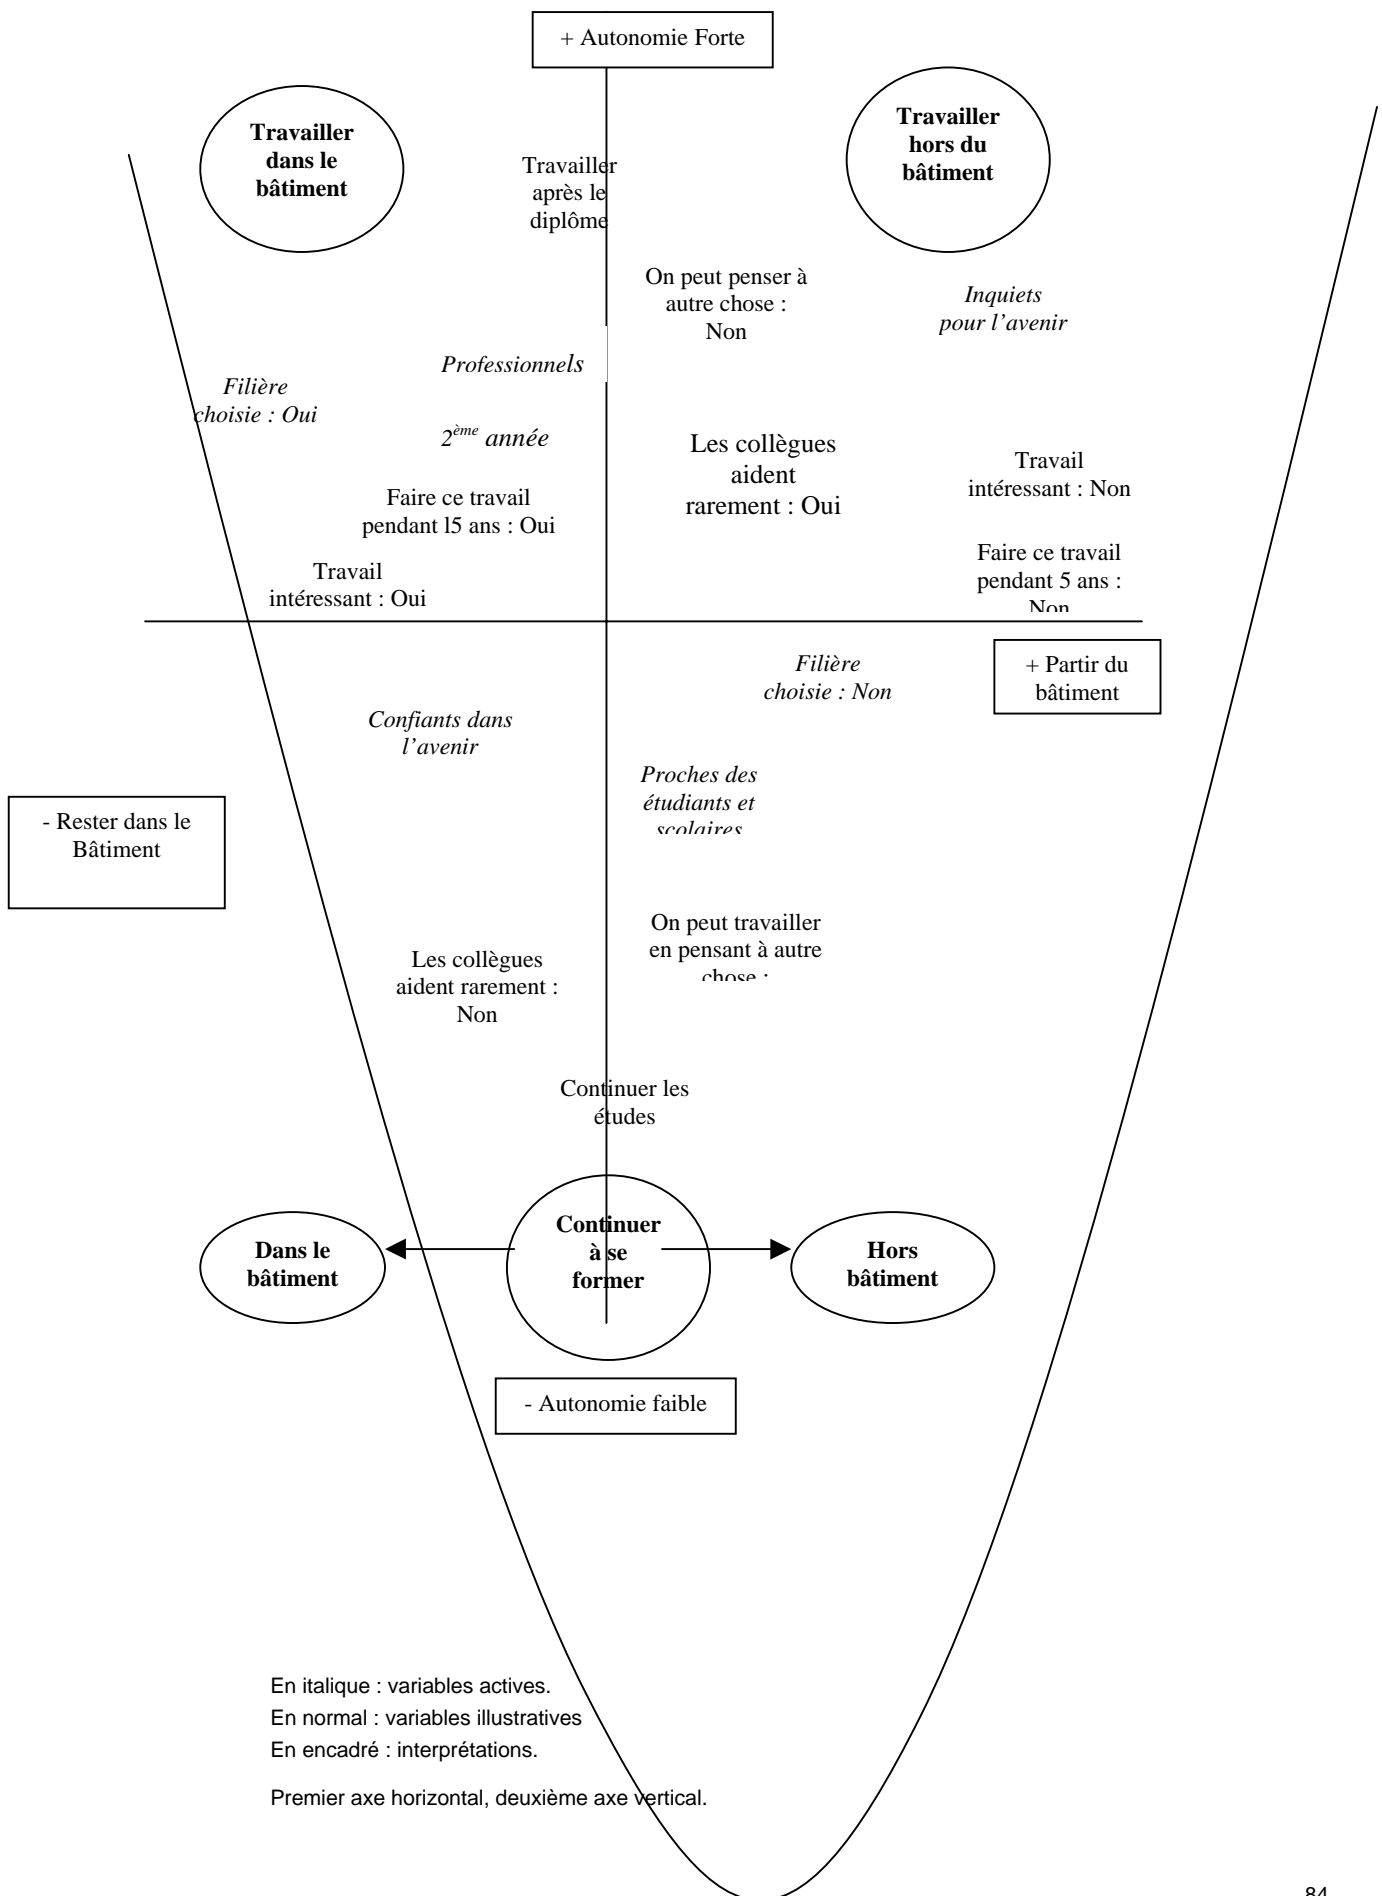 + Autonomie Forte
Travailler
dans le
bâtiment
Travailler
après le
diplôme
Travailler
hors du
bâtiment
On peut penser à
autre chose :
Non
Inquiets
pour l'avenir
Professionnels
Filière
choisie : Oui
2ème année
Les collègues
aident
rarement : Oui
Travail
intéressant : Non
Faire ce travail
pendant l5 ans : Oui
Faire ce travail
pendant 5 ans :
Non
Travail
intéressant : Oui
Filière
choisie : Non
+ Partir du
bâtiment
Confiants dans
l'avenir
Proches des
étudiants et
scolaires
- Rester dans le
Bâtiment
On peut travailler
en pensant à autre
chose :
Les collègues
aident rarement :
Non
Continuer les
études
Dans le
bâtiment
Continuer
à se
former
Hors
bâtiment
- Autonomie faible
En italique : variables actives.
En normal : variables illustratives
En encadré : interprétations.
Premier axe horizontal, deuxième axe vertical.
84